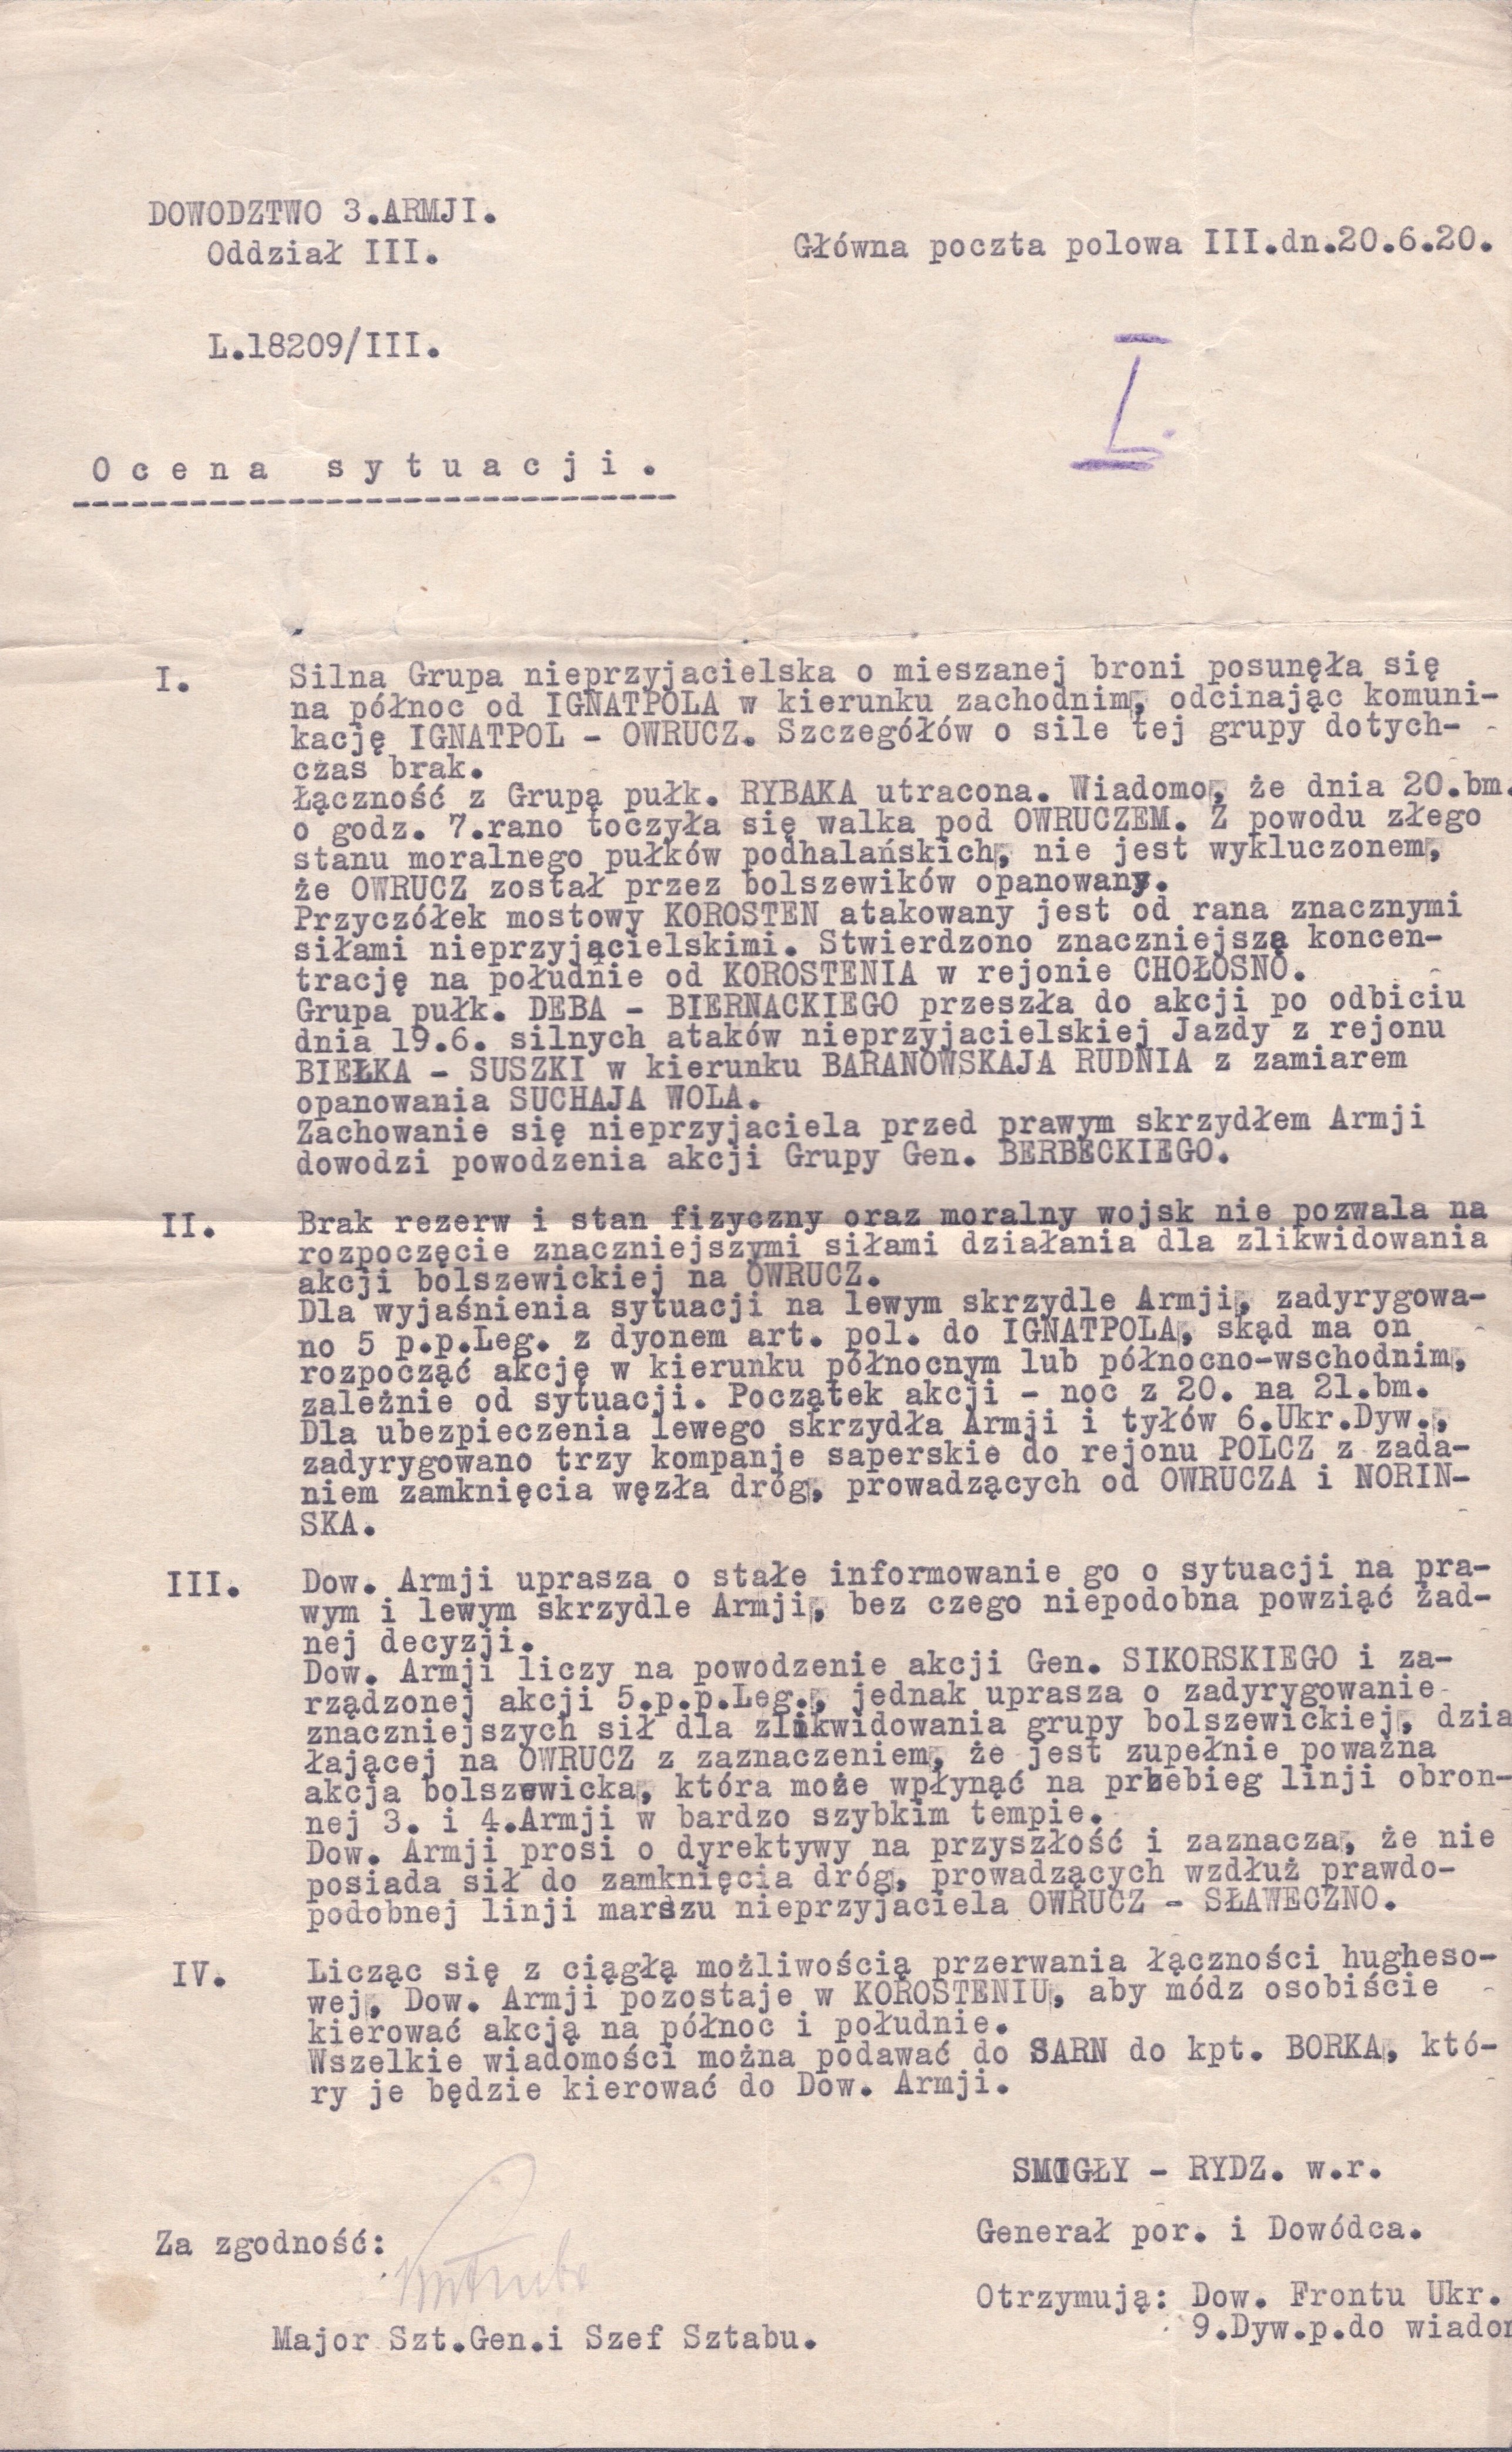 DOWODZTWO 3.ARMJI.
Oddział III.
Główna poczta polowa III.dn.20.6.20.
L.18209/III.
I.
Ocena sytuacji.
I. Silna Grupa nieprzyjacielska o mieszanej broni posunęła się
na północ od IGNATPOLA w kierunku zachodnim, odcinając komuni-
kację IGNATPOL - OWRUCZ. Szczegółów o sile tej grupy dotych-
czas brak.
Łączność z Grupą pułk. RYBAKA utracona. Wiadomo, że dnia 20.bm.
o godz. 7.rano toczyła się walka pod OWRUCZEM. Z powodu złego
stanu moralnego pułków podhalańskich, nie jest wykluczonem,
że OWRUCZ został przez bolszewików opanowany.
Przyczółek mostowy KOROSTEN atakowany jest od rana znacznymi
siłami nieprzyjacielskimi. Stwierdzono znaczniejszą koncen-
trację na południe od KOROSTENIA w rejonie CHOŁOSNO.
Grupa pułk. DEBA - BIERNACKIEGO przeszła do akcji po odbiciu
dnia 19.6. silnych ataków nieprzyjacielskiej Jazdy z rejonu
BIEŁKA - SUSZKI w kierunku BARANOWSKAJA RUDNIA z zamiarem
opanowania SUCHAJA WOLA.
Zachowanie się nieprzyjaciela przed prawym skrzydłem Armji
dowodzi powodzenia akcji Grupy Gen. BERBECKIEGO.
II. Brak rezerw i stan fizyczny oraz moralny wojsk nie pozwala na
rozpoczęcie znaczniejszymi siłami działania dla zlikwidowania
akcji bolszewickiej na OWRUCZ.
Dla wyjaśnienia sytuacji na lewym skrzydle Armji, zadyrygowa-
no 5 p.p.Leg. z dyonem art. pol. do IGNATPOLA, skąd ma on
rozpocząć akcję w kierunku północnym lub północno-wschodnim,
zależnie od sytuacji. Początek akcji - noc z 20. na 21.bm.
Dla ubezpieczenia lewego skrzydła Armji i tyłów 6.Ukr.Dyw.,
zadyrygowano trzy kompanje saperskie do rejonu POLCZ z zada-
niem zamknięcia węzła dróg, prowadzących od OWRUCZA i NORIN-
SKA.
III. Dow. Armji uprasza o stałe informowanie go o sytuacji na pra-
wym i lewym skrzydle Armji, bez czego niepodobna powziąć żad-
nej decyzji.
Dow. Armji liczy na powodzenie akcji Gen. SIKORSKIEGO i za-
rządzonej akcji 5.p.p.Leg., jednak uprasza o zadyrygowanie
znaczniejszych sił dla zlikwidowania grupy bolszewickiej, dzia
łającej na OWRUCZ z zaznaczeniem, że jest zupełnie poważna
akcja bolszewicka, która może wpłynąć na przebieg linji obron-
nej 3. i 4.Armji w bardzo szybkim tempie.
Dow. Armji prosi o dyrektywy na przyszłość i zaznacza, że nie
posiada sił do zamknięcia dróg, prowadzących wzdłuż prawdo-
podobnej linji marszu nieprzyjaciela OWRUCZ - SŁAWECZNO.
IV. Licząc się z ciągłą możliwością przerwania łączności hugheso-
wej, Dow. Armji pozostaje w KOROSTENIU, aby módz osobiście
kierować akcją na północ i południe.
Wszelkie wiadomości można podawać do SARN do kpt. BORKA, któ-
ry je będzie kierować do Dow. Armji.
SMIGŁY - RYDZ. w.r.
Generał por. i Dowódca.
Za zgodność:
Major Szt.Gen.i Szef Sztabu.
Otrzymują: Dow. Frontu Ukr.
9.Dyw.p.do wiadom